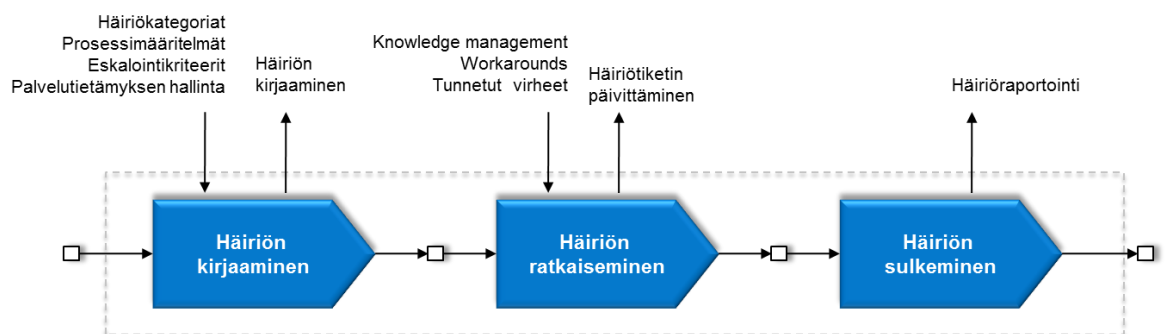 Häiriökategoriat
Prosessimääritelmät
Eskalointikriteerit
Palvelutietämyksen hallinta
Häiriön
kirjaaminen
Knowledge management
Workarounds
Tunnetut virheet
Häiriötiketin
päivittäminen
Häiriöraportointi
Häiriön
kirjaaminen
Häiriön
ratkaiseminen
Häiriön
sulkeminen